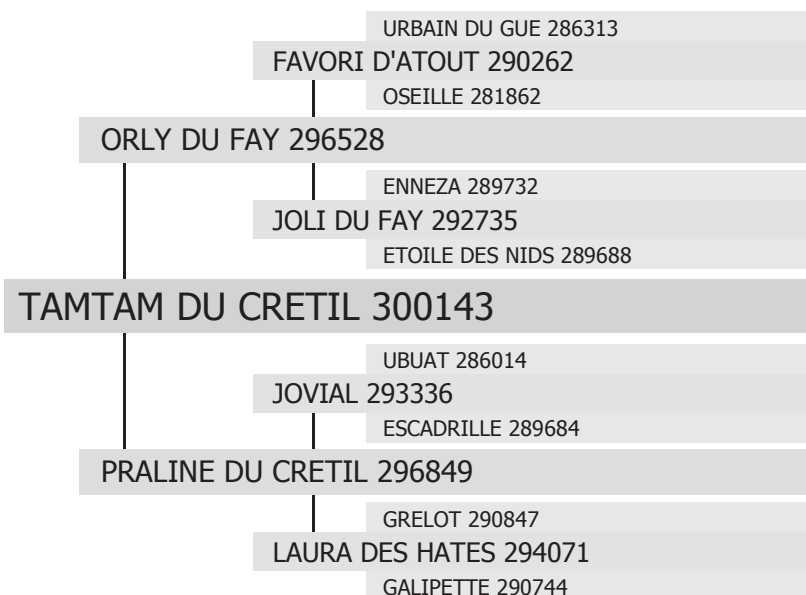 URBAIN DU GUE 286313
FAVORI D'ATOUT 290262
OSEILLE 281862
ORLY DU FAY 296528
ENNEZA 289732
JOLI DU FAY 292735
ETOILE DES NIDS 289688
TAMTAM DU CRETIL 300143
UBUAT 286014
JOVIAL 293336
ESCADRILLE 289684
PRALINE DU CRETIL 296849
GRELOT 290847
LAURA DES HATES 294071
GALIPETTE 290744